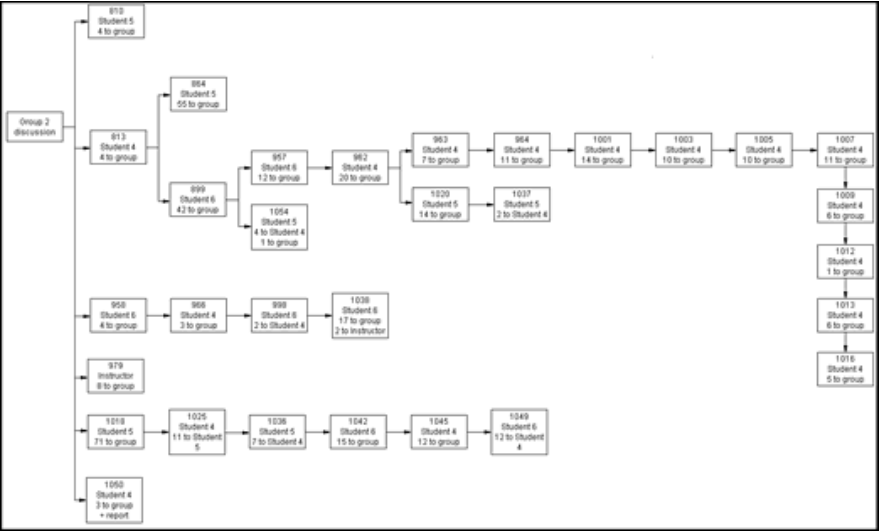 810
Student 5
4 to group
864
Student 5
55 to group
Group 2
discussion
813
Student 4
4 to group
963
Student 4
7 to group
964
Student 4
11 to group
1001
Student 4
14 to group
1003
Student 4
10 to group
1005
Student 4
10 to group
1007
Student 4
11 to group
957
Student 6
12 to group
962
Student 4
20 to group
899
Student 6
42 to group
1020
Student 5
14 to group
1037
Student 5
2 to Student 4
1009
Student 4
6 to group
1054
Student 5
4 to Student 4
1 to group
1012
Student 4
1 to group
958
Student 6
4 to group
966
Student 4
3 to group
998
Student 6
2 to Student 4
1038
Student 6
17 to group
2 to Instructor
1013
Student 4
6 to group
979
Instructor
8 to group
1016
Student 4
5 to group
1018
Student 5
71 to group
1025
Student 4
11 to Student
5
1036
Student 5
7 to Student 4
1042
Student 6
15 to group
1045
Student 4
12 to group
1049
Student 6
12 to Student
4
1050
Student 4
3 to group
+ report